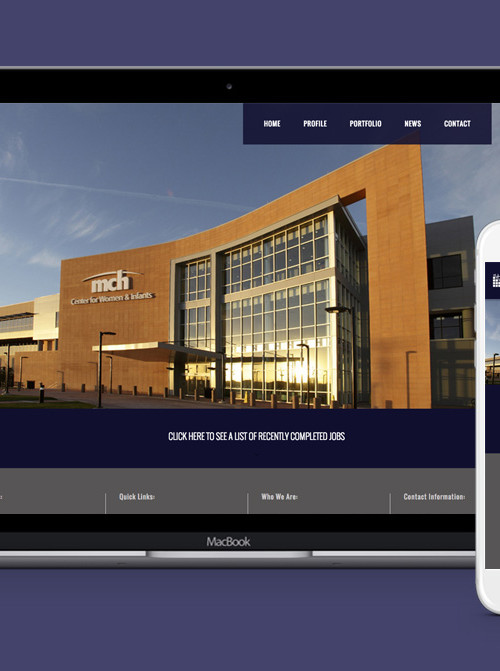 HOME PROFILE PORTFOLIO NEWS CONTACT
mch
Center for Women & Infants
CLICK HERE TO SEE A LIST OF RECENTLY COMPLETED JOBS
Quick Links: Who We Are: Contact Information:
MacBook